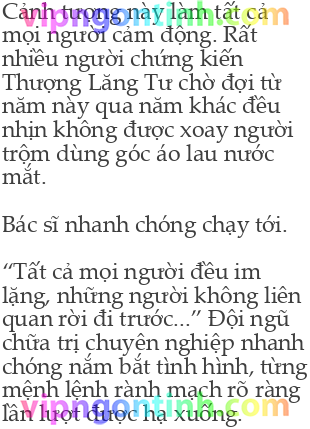 Cảnh tượng này làm tất cả
mọi người cảm động. Rất
nhiều người chứng kiến
Thượng Lăng Tư chờ đợi từ
năm này qua năm khác đều
nhịn không được xoay người
trộm dùng góc áo lau nước
mắt.
Bác sĩ nhanh chóng chạy tới.
“Tất cả mọi người đều im
lặng, những người không liên
quan rời đi trước...” Đội ngũ
chữa trị chuyên nghiệp nhanh
chóng nắm bắt tình hình, từng
mệnh lệnh rành mạch rõ ràng
lần lượt được hạ xuống.
vipngontinh.com
vipngontinh.com